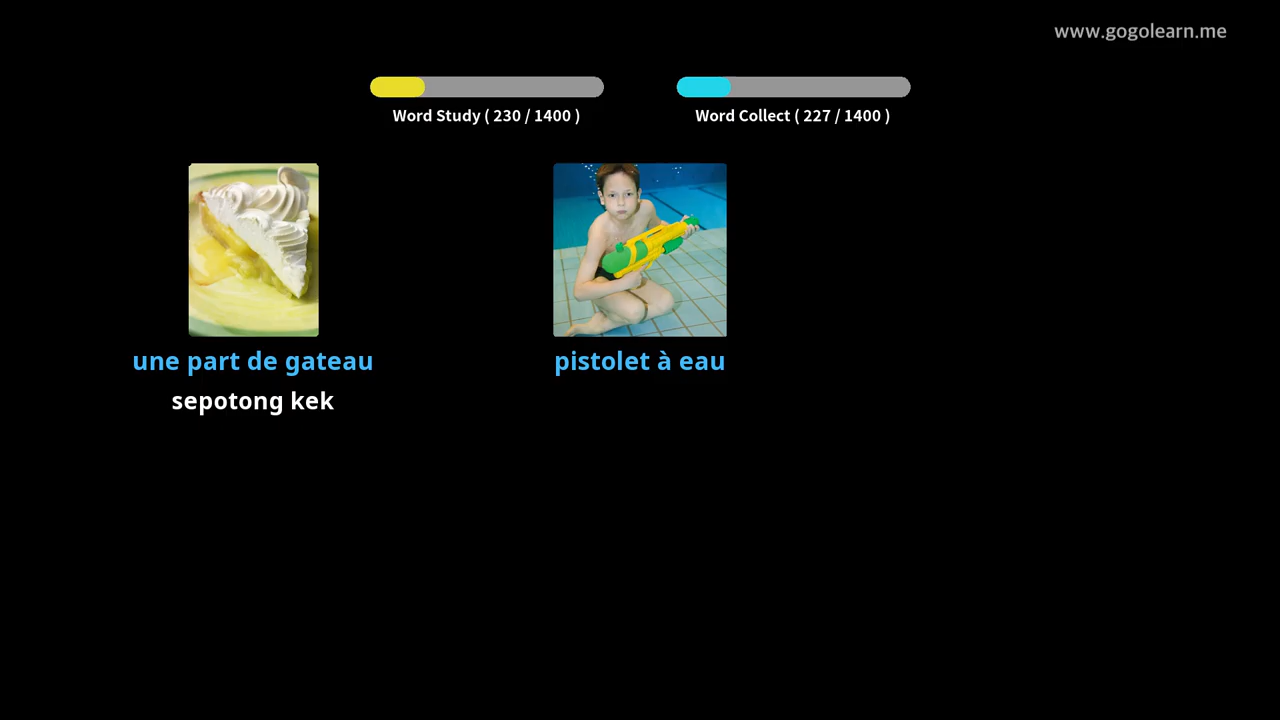 www.gogolearn.me
Word Study ( 230 / 1400 )
Word Collect ( 227 / 1400 )
une part de gateau
pistolet à eau
sepotong kek